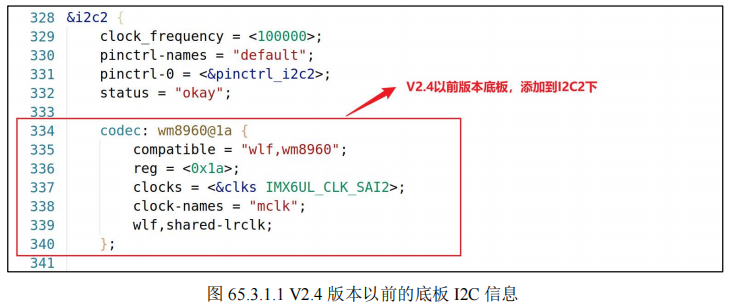 328 &i2c2 {
329     clock_frequency = <100000>;
330     pinctrl-names = "default";
331     pinctrl-0 = <&pinctrl_i2c2>;
332     status = "okay";
V2.4以前版本底板，添加到I2C2下
333
334     codec: wm8960@1a {
335         compatible = "wlf,wm8960";
336         reg = <0x1a>;
337         clocks = <&clks IMX6UL_CLK_SAI2>;
338         clock-names = "mclk";
339         wlf,shared-lrclk;
340     };
341
图 65.3.1.1 V2.4 版本以前的底板 I2C 信息